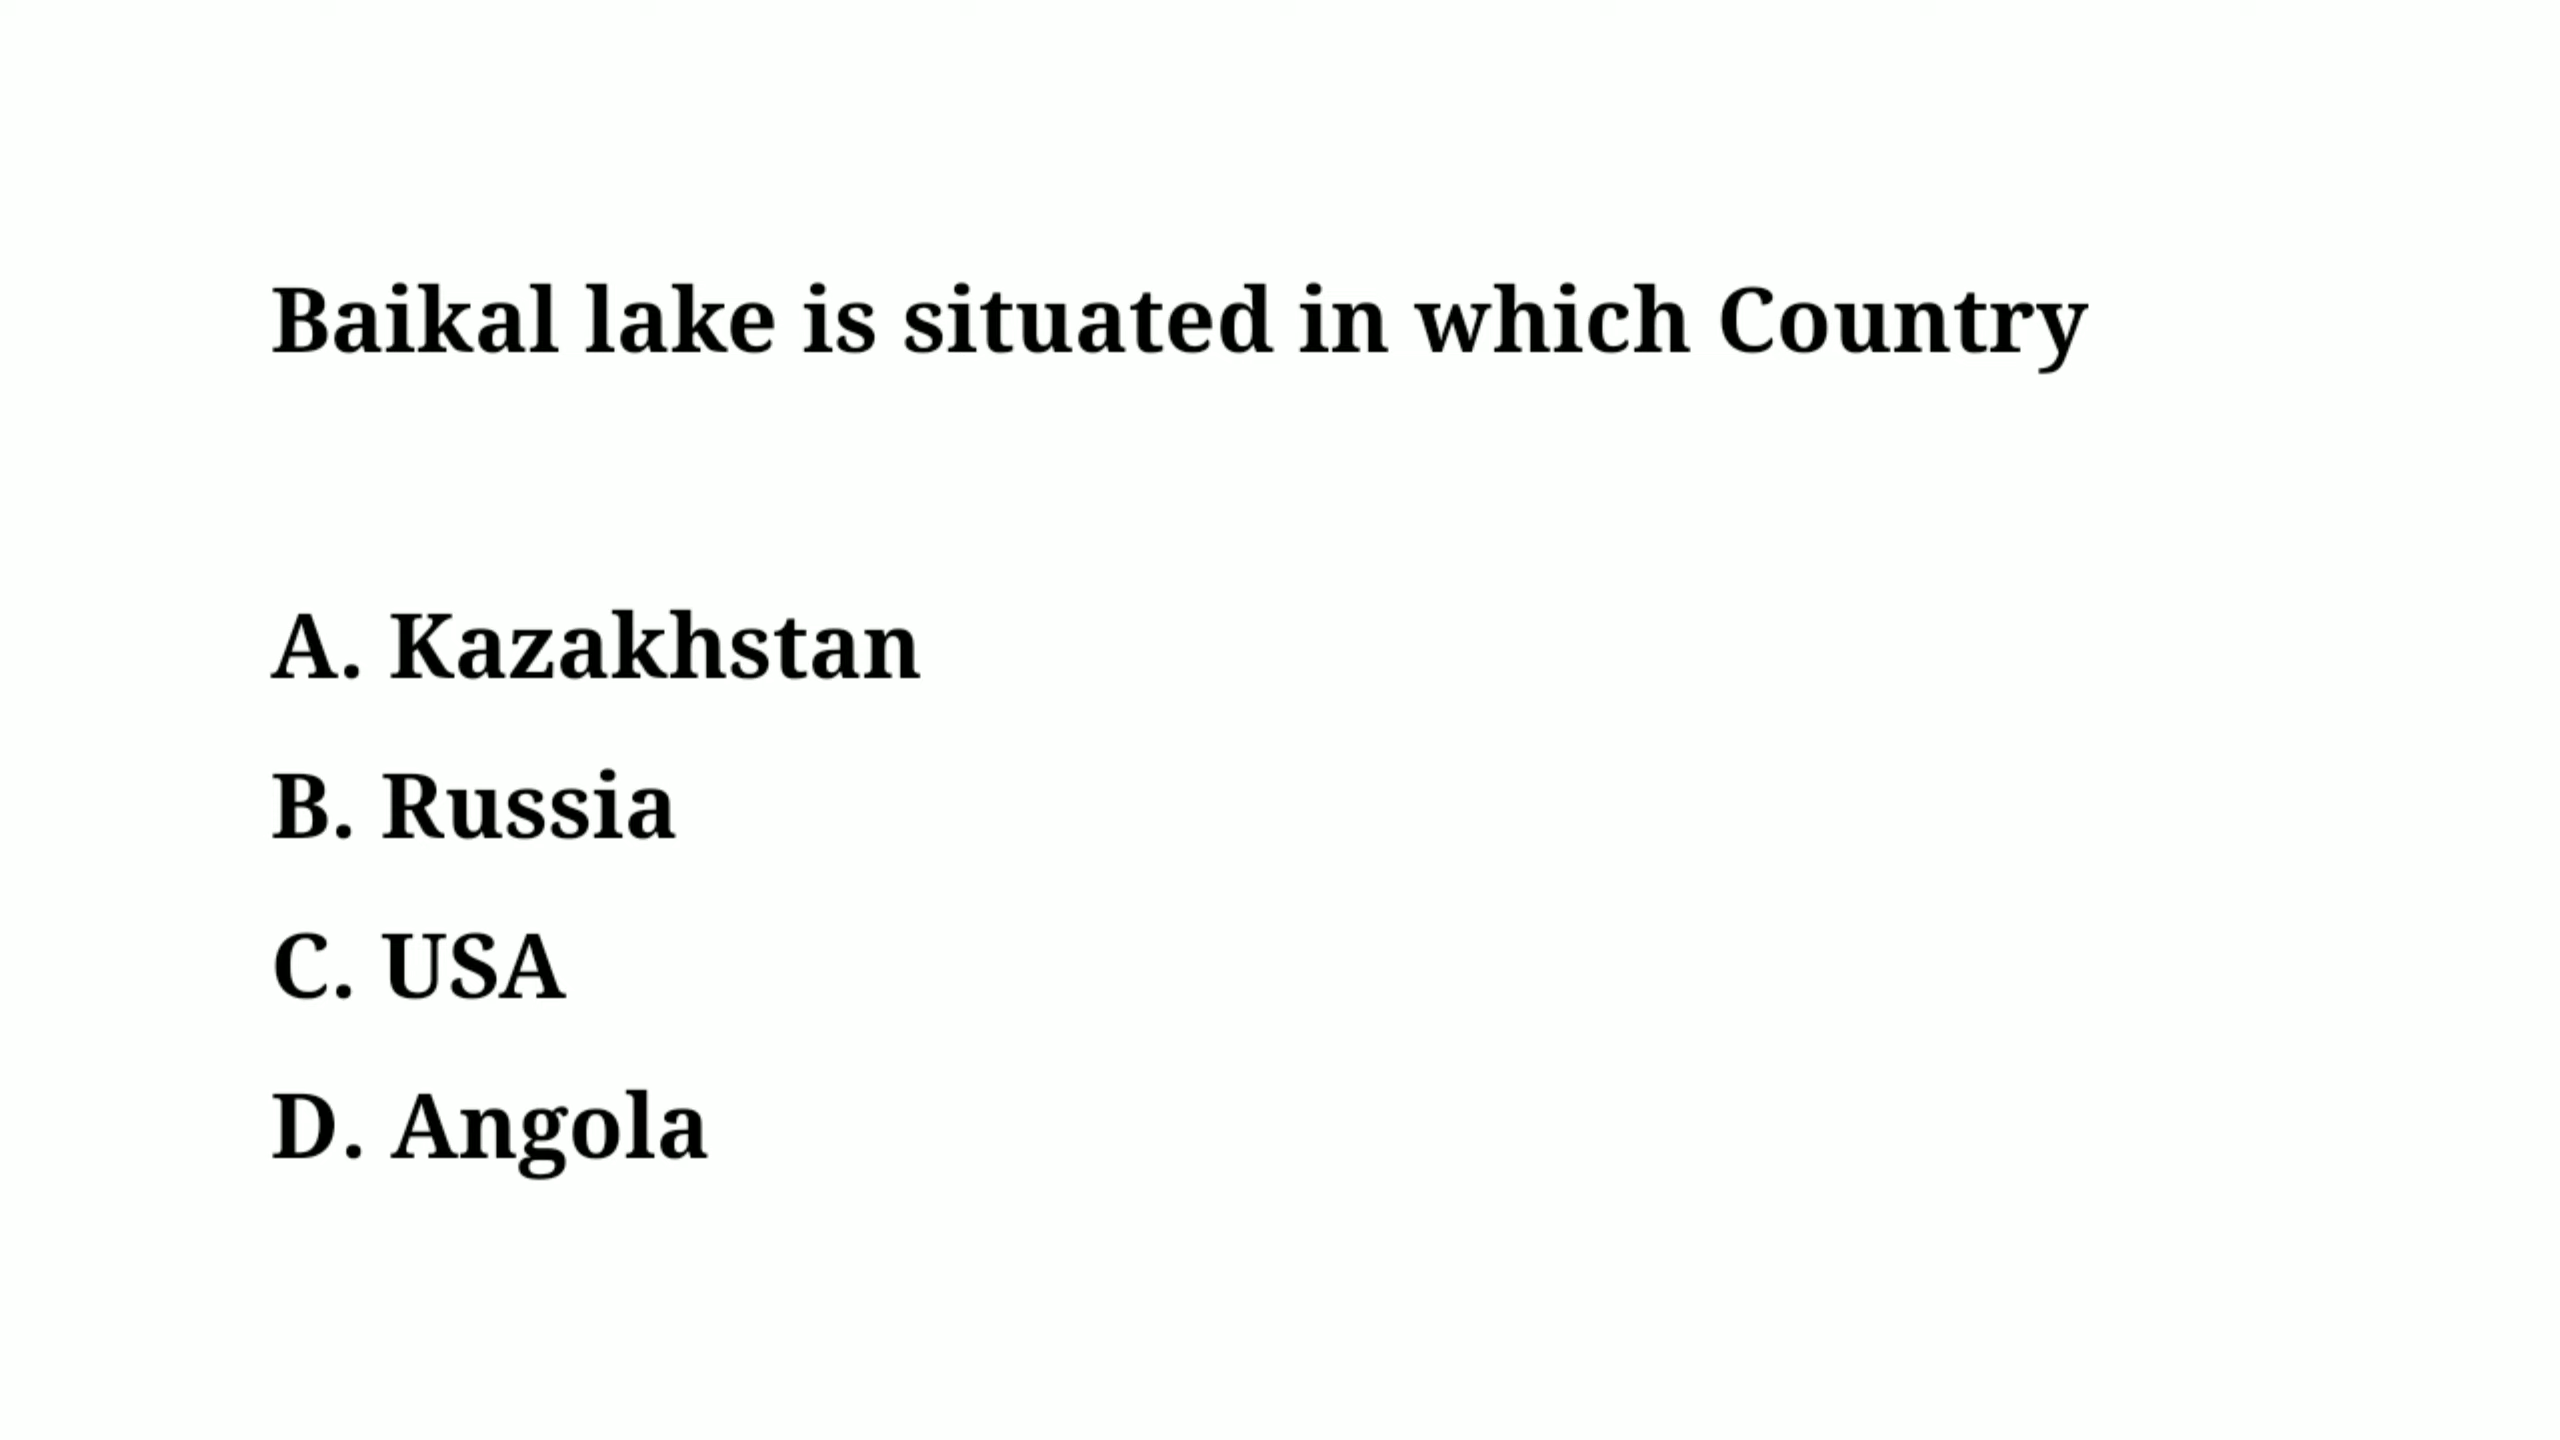 Baikal lake is situated in which Country
A. Kazakhstan
B. Russia
C. USA
D. Angola